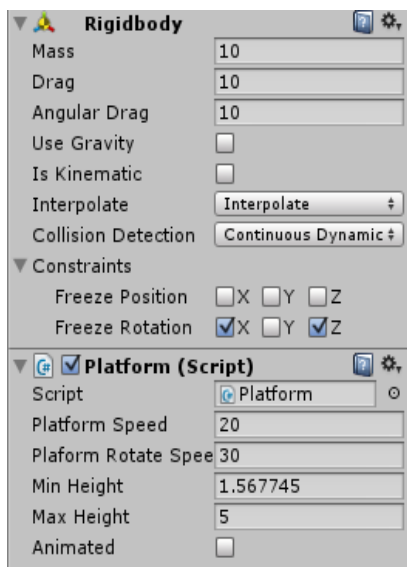 Rigidbody
Mass 10
Drag 10
Angular Drag 10
Use Gravity
Is Kinematic
Interpolate Interpolate
Collision Detection Continuous Dynamic
Constraints
Freeze Position X Y Z
Freeze Rotation X Y Z
Platform (Script)
Script Platform
Platform Speed 20
Plaform Rotate Spee 30
Min Height 1.567745
Max Height 5
Animated